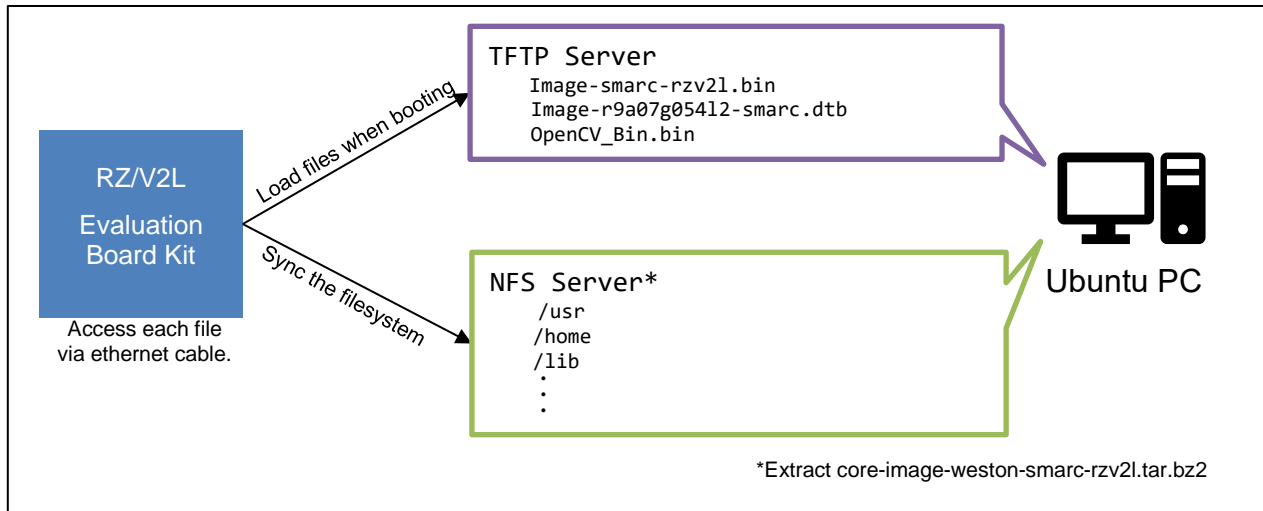 RZ/V2L
Evaluation
Board Kit
Access each file
via ethernet cable.
Load files when booting
Sync the filesystem
TFTP Server
Image-smarc-rzv2l.bin
Image-r9a07g054l2-smarc.dtb
OpenCV_Bin.bin
NFS Server*
/usr
/home
/lib
.
.
.
Ubuntu PC
*Extract core-image-weston-smarc-rzv2l.tar.bz2